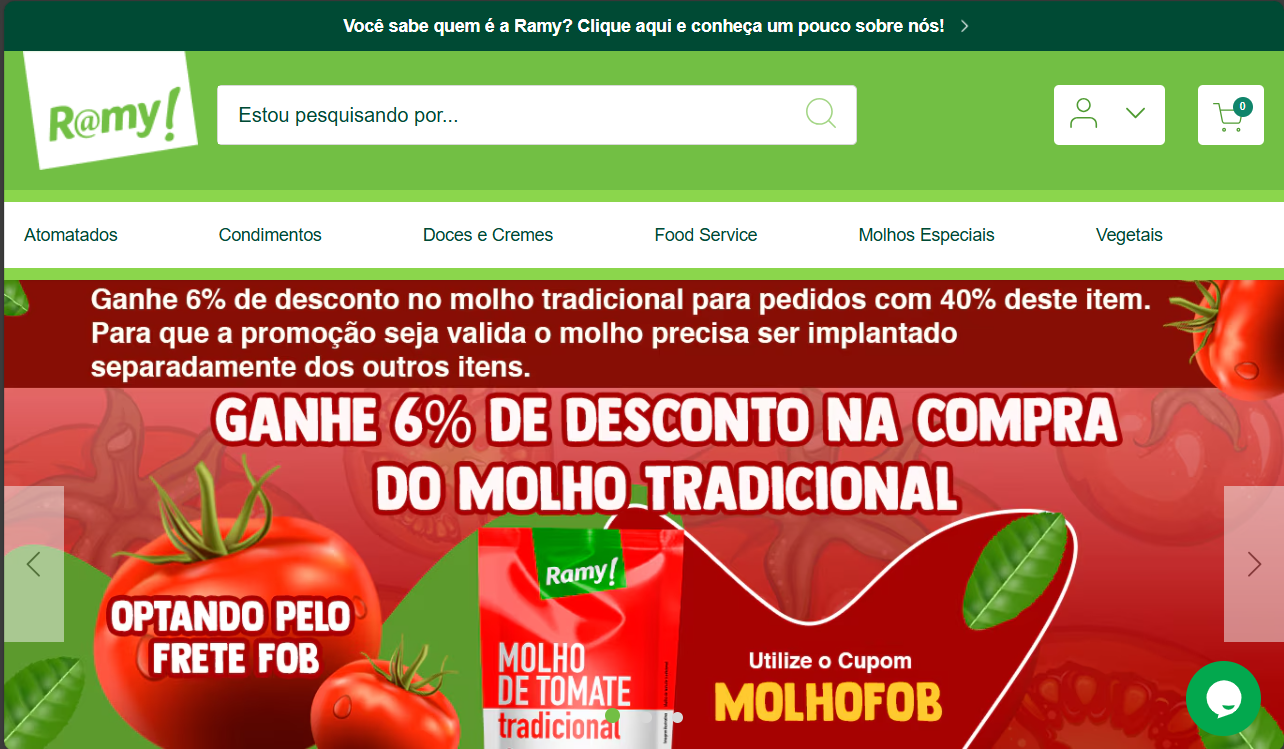 Você sabe quem é a Ramy? Clique aqui e conheça um pouco sobre nós!
R@my!
Estou pesquisando por...
0
Atomatados
Condimentos
Doces e Cremes
Food Service
Molhos Especiais
Vegetais
Ganhe 6% de desconto no molho tradicional para pedidos com 40% deste item.
Para que a promoção seja valida o molho precisa ser implantado
separadamente dos outros itens.
GANHE 6% DE DESCONTO NA COMPRA
DO MOLHO TRADICIONAL
OPTANDO PELO
FRETE FOB
Ramy!
MOLHO
DE TOMATE
tradicional
Utilize o Cupom
MOLHOFOB